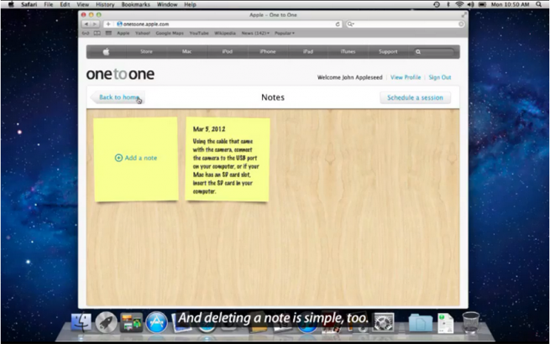 Safari File Edit View History Bookmarks Window Help
Mon 10:50 AM
Apple – One to One
onetoone.apple.com
Apple Yahoo! Google Maps YouTube Wikipedia News (142) Popular
Store Mac iPod iPhone iPad iTunes Support
one to one
Welcome John Appleseed View Profile Sign Out
Back to home
Notes
Schedule a session
Add a note
Mar 9, 2012
Using the cable that came
with the camera, connect
the camera to the USB port
on your computer, or if your
Mac has an SD card slot,
insert the SD card in your
computer.
And deleting a note is simple, too.